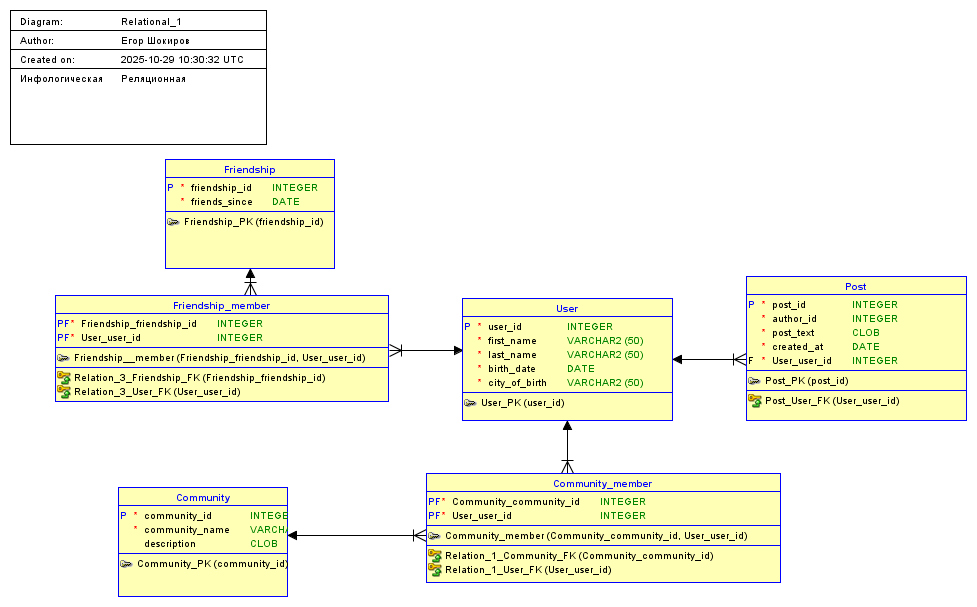 Diagram: Relational_1
Author: Егор Шокиров
Created on: 2025-10-29 10:30:32 UTC
Инфологическая Реляционная
Friendship
P * friendship_id INTEGER
* friends_since DATE
Friendship_PK (friendship_id)
Friendship_member
PF* Friendship_friendship_id INTEGER
PF* User_user_id INTEGER
Friendship__member (Friendship_friendship_id, User_user_id)
Relation_3_Friendship_FK (Friendship_friendship_id)
Relation_3_User_FK (User_user_id)
User
P * user_id INTEGER
* first_name VARCHAR2 (50)
* last_name VARCHAR2 (50)
* birth_date DATE
* city_of_birth VARCHAR2 (50)
User_PK (user_id)
Post
P * post_id INTEGER
* author_id INTEGER
* post_text CLOB
* created_at DATE
F * User_user_id INTEGER
Post_PK (post_id)
Post_User_FK (User_user_id)
Community
P * community_id INTEGE
* community_name VARCHA
description CLOB
Community_PK (community_id)
Community_member
PF* Community_community_id INTEGER
PF* User_user_id INTEGER
Community_member (Community_community_id, User_user_id)
Relation_1_Community_FK (Community_community_id)
Relation_1_User_FK (User_user_id)